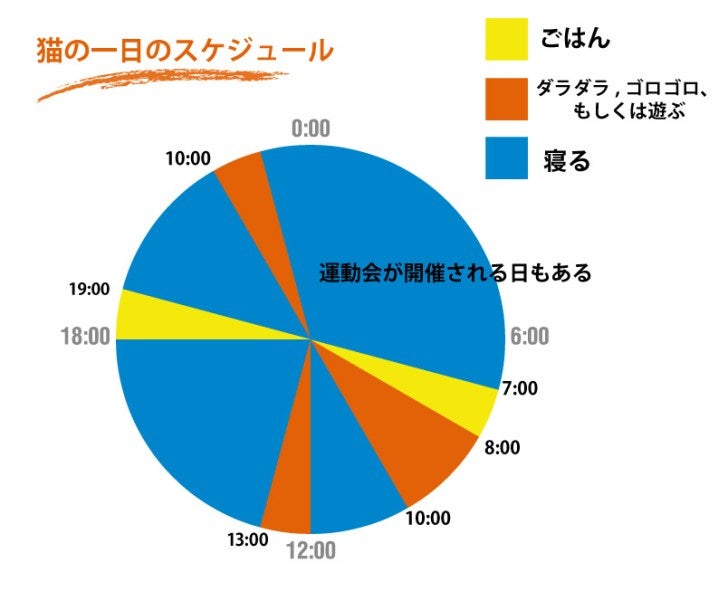 猫の一日のスケジュール
ごはん
ダラダラ,ゴロゴロ、
もしくは遊ぶ
寝る
0:00
10:00
運動会が開催される日もある
19:00
18:00
6:00
7:00
8:00
10:00
13:00
12:00